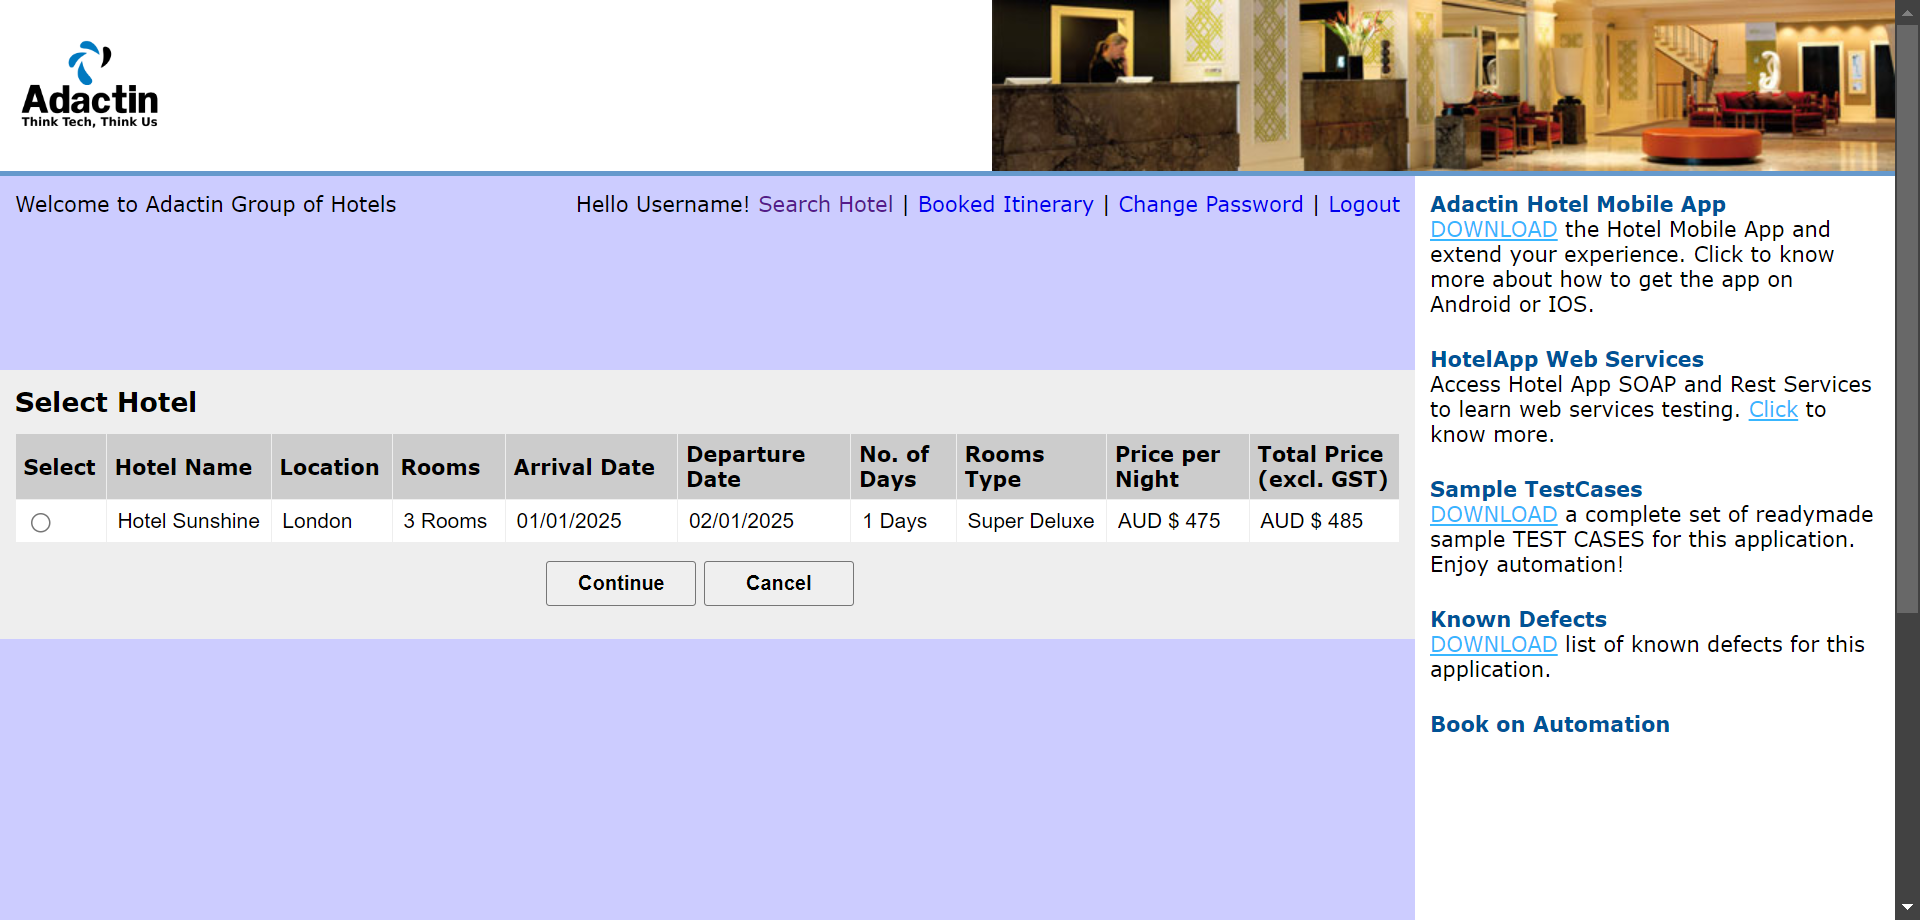 Adactin
Think Tech, Think Us
Welcome to Adactin Group of Hotels
Hello Username! Search Hotel | Booked Itinerary | Change Password | Logout
Select Hotel
Select Hotel Name Location Rooms Arrival Date Departure Date No. of Days Rooms Type Price per Night Total Price (excl. GST)
Hotel Sunshine London 3 Rooms 01/01/2025 02/01/2025 1 Days Super Deluxe AUD $ 475 AUD $ 485
Continue Cancel
Adactin Hotel Mobile App
DOWNLOAD the Hotel Mobile App and
extend your experience. Click to know
more about how to get the app on
Android or IOS.
HotelApp Web Services
Access Hotel App SOAP and Rest Services
to learn web services testing. Click to
know more.
Sample TestCases
DOWNLOAD a complete set of readymade
sample TEST CASES for this application.
Enjoy automation!
Known Defects
DOWNLOAD list of known defects for this
application.
Book on Automation